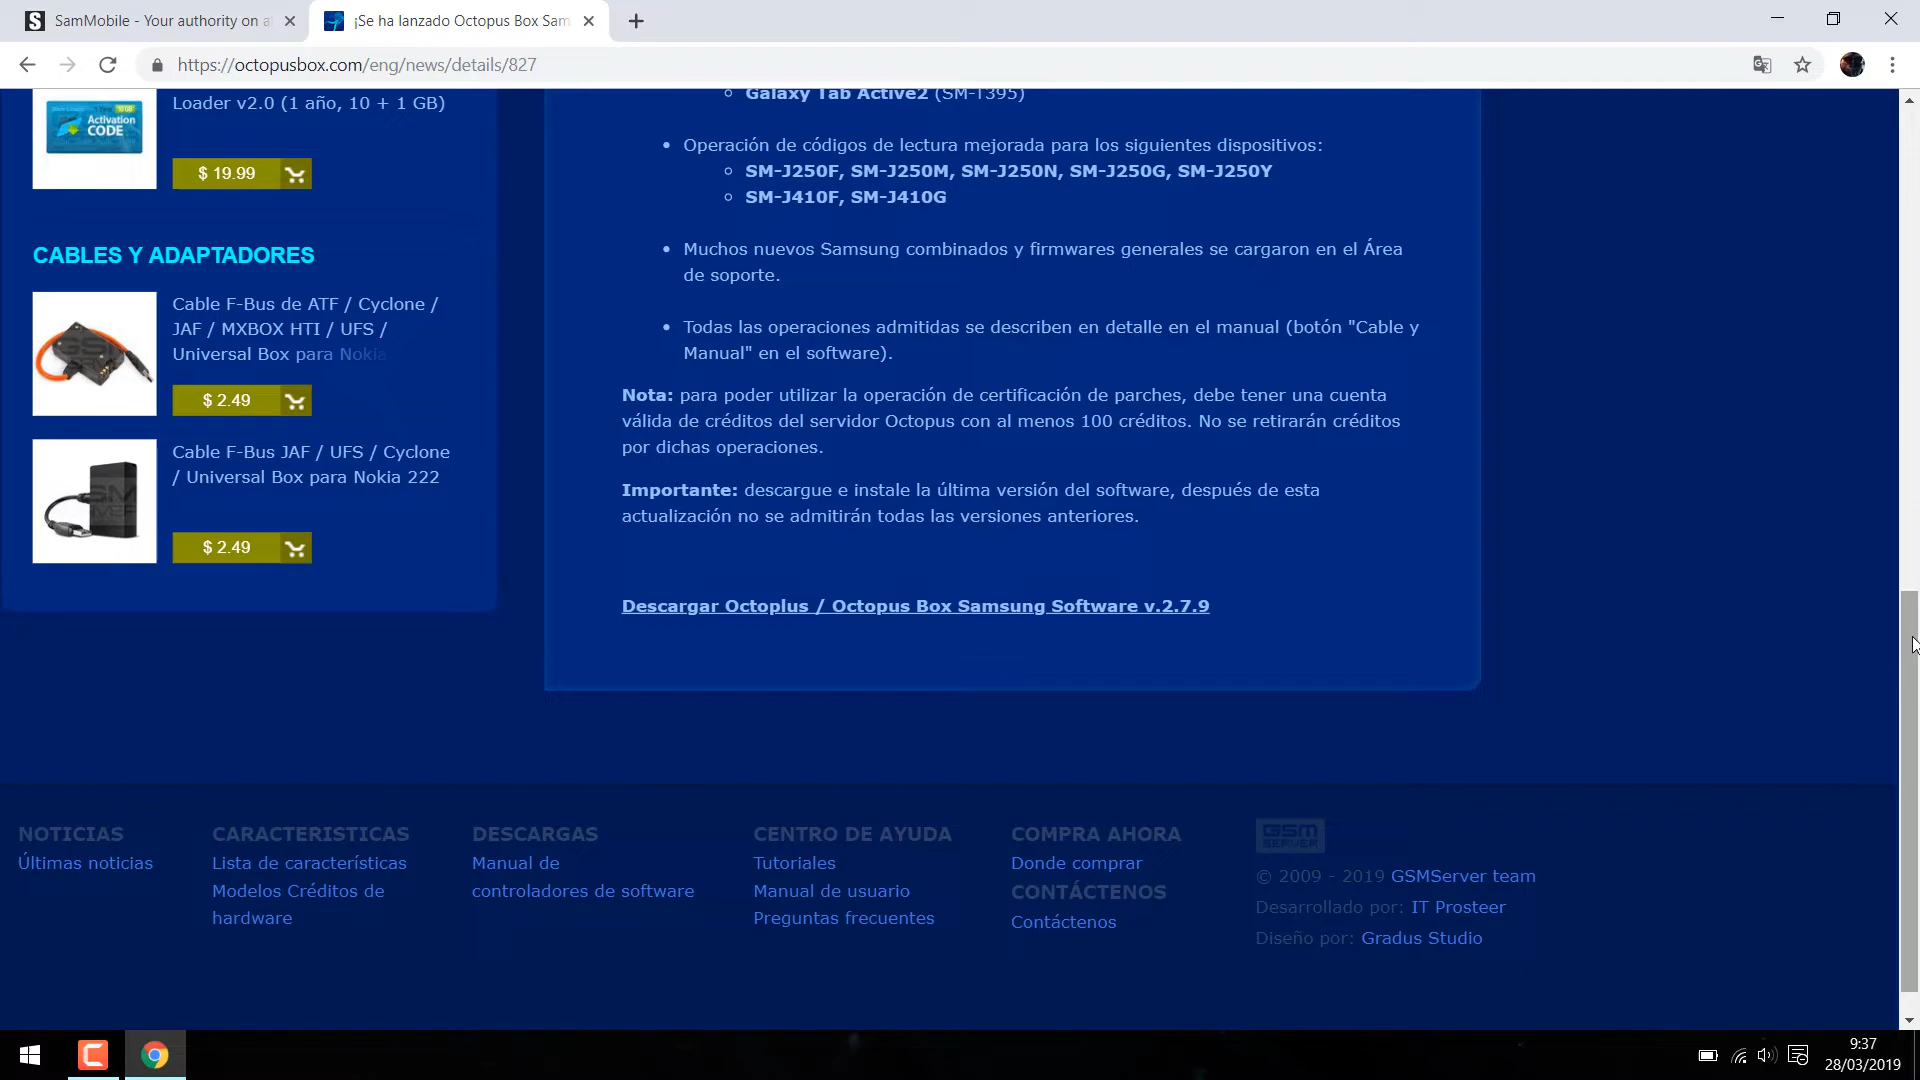 SamMobile - Your authority on a
¡Se ha lanzado Octopus Box Sam
https://octopusbox.com/eng/news/details/827
Activation
CODE
Loader v2.0 (1 año, 10 + 1 GB)
$ 19.99
CABLES Y ADAPTADORES
Cable F-Bus de ATF / Cyclone /
JAF / MXBOX HTI / UFS /
Universal Box para Nokia
$ 2.49
Cable F-Bus JAF / UFS / Cyclone
/ Universal Box para Nokia 222
$ 2.49
Galaxy Tab Active2 (SM-T395)
Operación de códigos de lectura mejorada para los siguientes dispositivos:
SM-J250F, SM-J250M, SM-J250N, SM-J250G, SM-J250Y
SM-J410F, SM-J410G
Muchos nuevos Samsung combinados y firmwares generales se cargaron en el Área
de soporte.
Todas las operaciones admitidas se describen en detalle en el manual (botón "Cable y
Manual" en el software).
Nota: para poder utilizar la operación de certificación de parches, debe tener una cuenta
válida de créditos del servidor Octopus con al menos 100 créditos. No se retirarán créditos
por dichas operaciones.
Importante: descargue e instale la última versión del software, después de esta
actualización no se admitirán todas las versiones anteriores.
Descargar Octoplus / Octopus Box Samsung Software v.2.7.9
NOTICIAS
Últimas noticias
CARACTERISTICAS
Lista de características
Modelos Créditos de
hardware
DESCARGAS
Manual de
controladores de software
CENTRO DE AYUDA
Tutoriales
Manual de usuario
Preguntas frecuentes
COMPRA AHORA
Donde comprar
CONTÁCTENOS
Contáctenos
GSM
SERVER
© 2009 - 2019 GSMServer team
Desarrollado por: IT Prosteer
Diseño por: Gradus Studio
9:37
28/03/2019